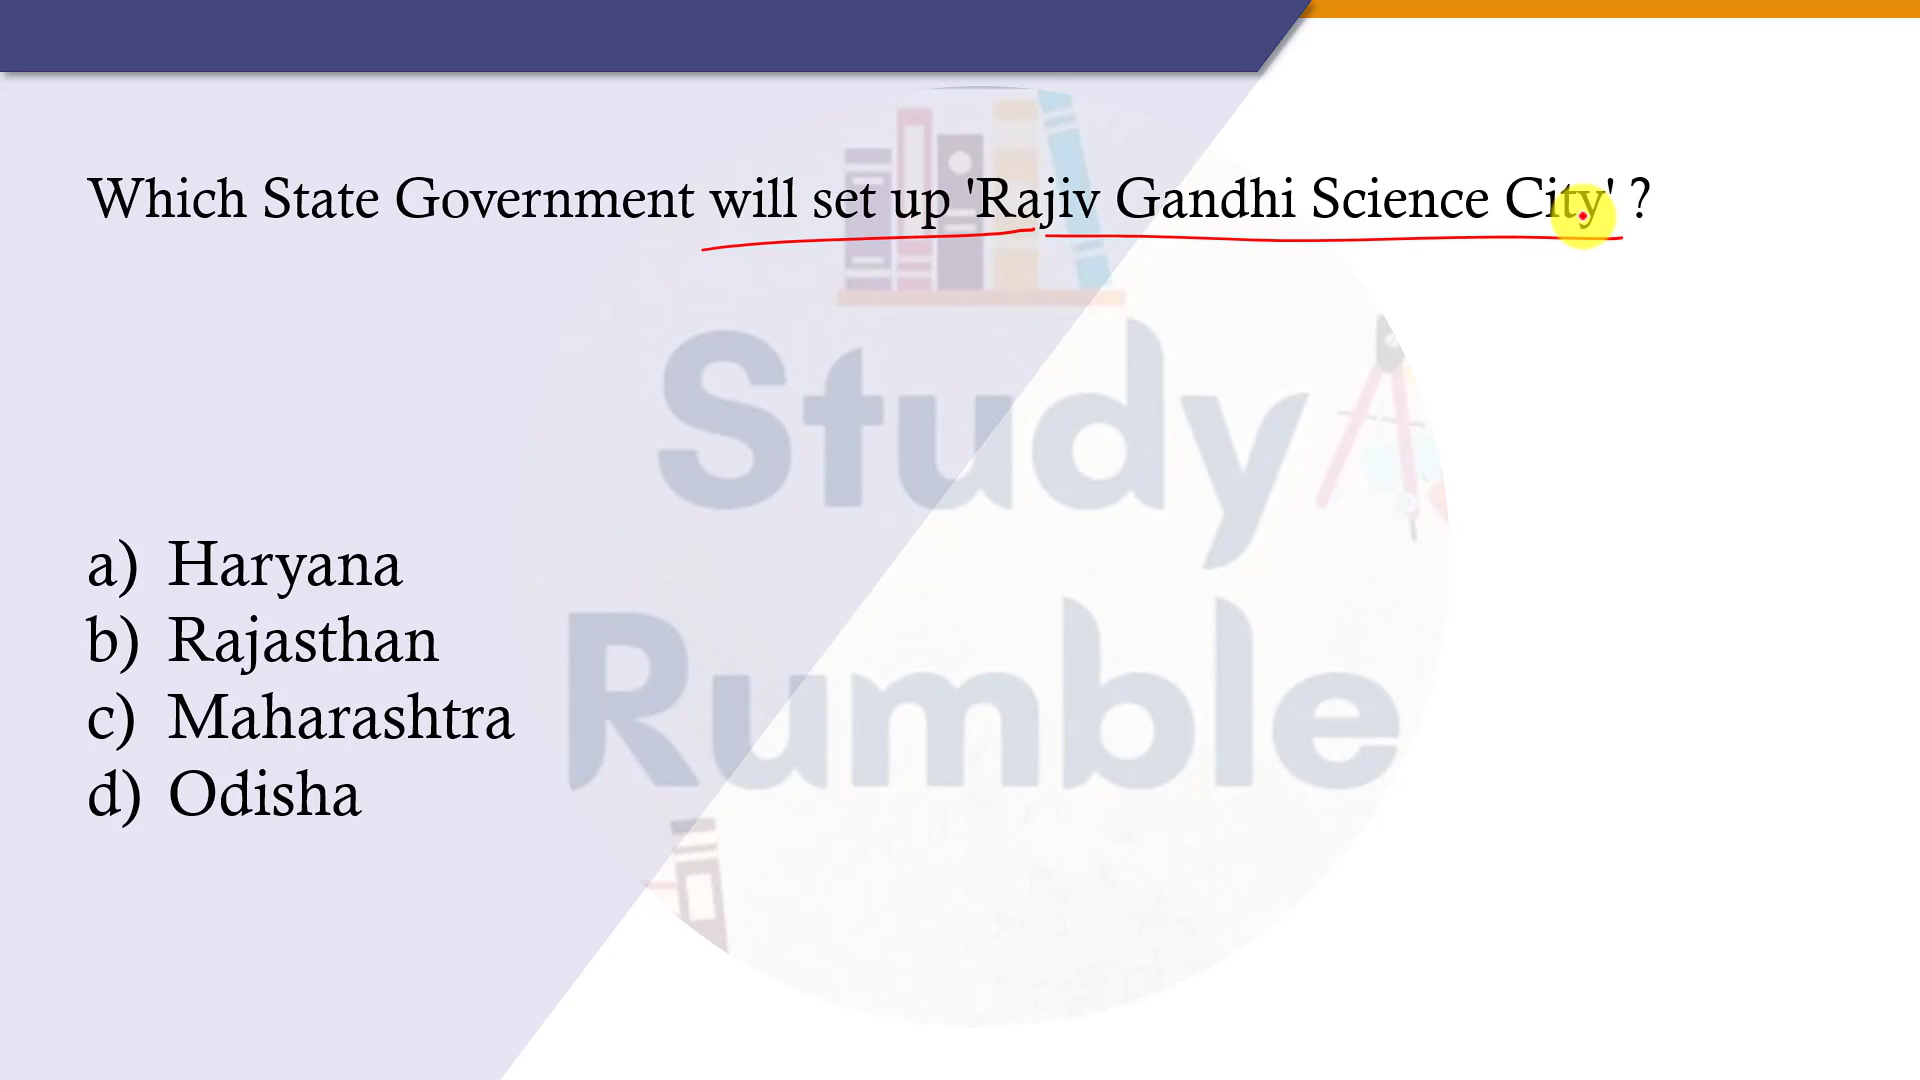 Which State Government will set up 'Rajiv Gandhi Science City' ?
Study
Rumble
a) Haryana
b) Rajasthan
c) Maharashtra
d) Odisha